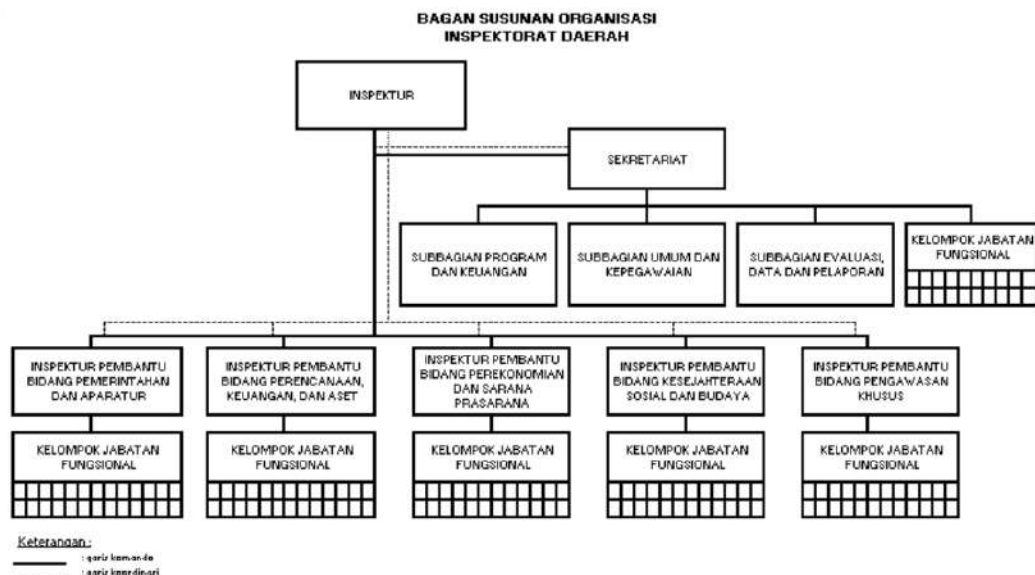 BAGAN SUSUNAN ORGANISASI
INSPEKTORAT DAERAH
INSPEKTUR
SEKRETARIAT
SUBBAGIAN PROGRAM
DAN KEUANGAN
SUBBAGIAN UMUM DAN
KEPEGAWAIAN
SUBBAGIAN EVALUASI,
DATA DAN PELAPORAN
KELOMPOK JABATAN
FUNGSIONAL
INSPEKTUR PEMBANTU
BIDANG PEMERINTAHAN
DAN APARATUR
INSPEKTUR PEMBANTU
BIDANG PERENCANAAN,
KEUANGAN, DAN ASET
INSPEKTUR PEMBANTU
BIDANG PEREKONOMIAN
DAN SARANA
PRASARANA
INSPEKTUR PEMBANTU
BIDANG KESEJAHTERAAN
SOSIAL DAN BUDAYA
INSPEKTUR PEMBANTU
BIDANG PENGAWASAN
KHUSUS
KELOMPOK JABATAN
FUNGSIONAL
KELOMPOK JABATAN
FUNGSIONAL
KELOMPOK JABATAN
FUNGSIONAL
KELOMPOK JABATAN
FUNGSIONAL
KELOMPOK JABATAN
FUNGSIONAL
Keterangan :
: garis komando
: garis koordinasi